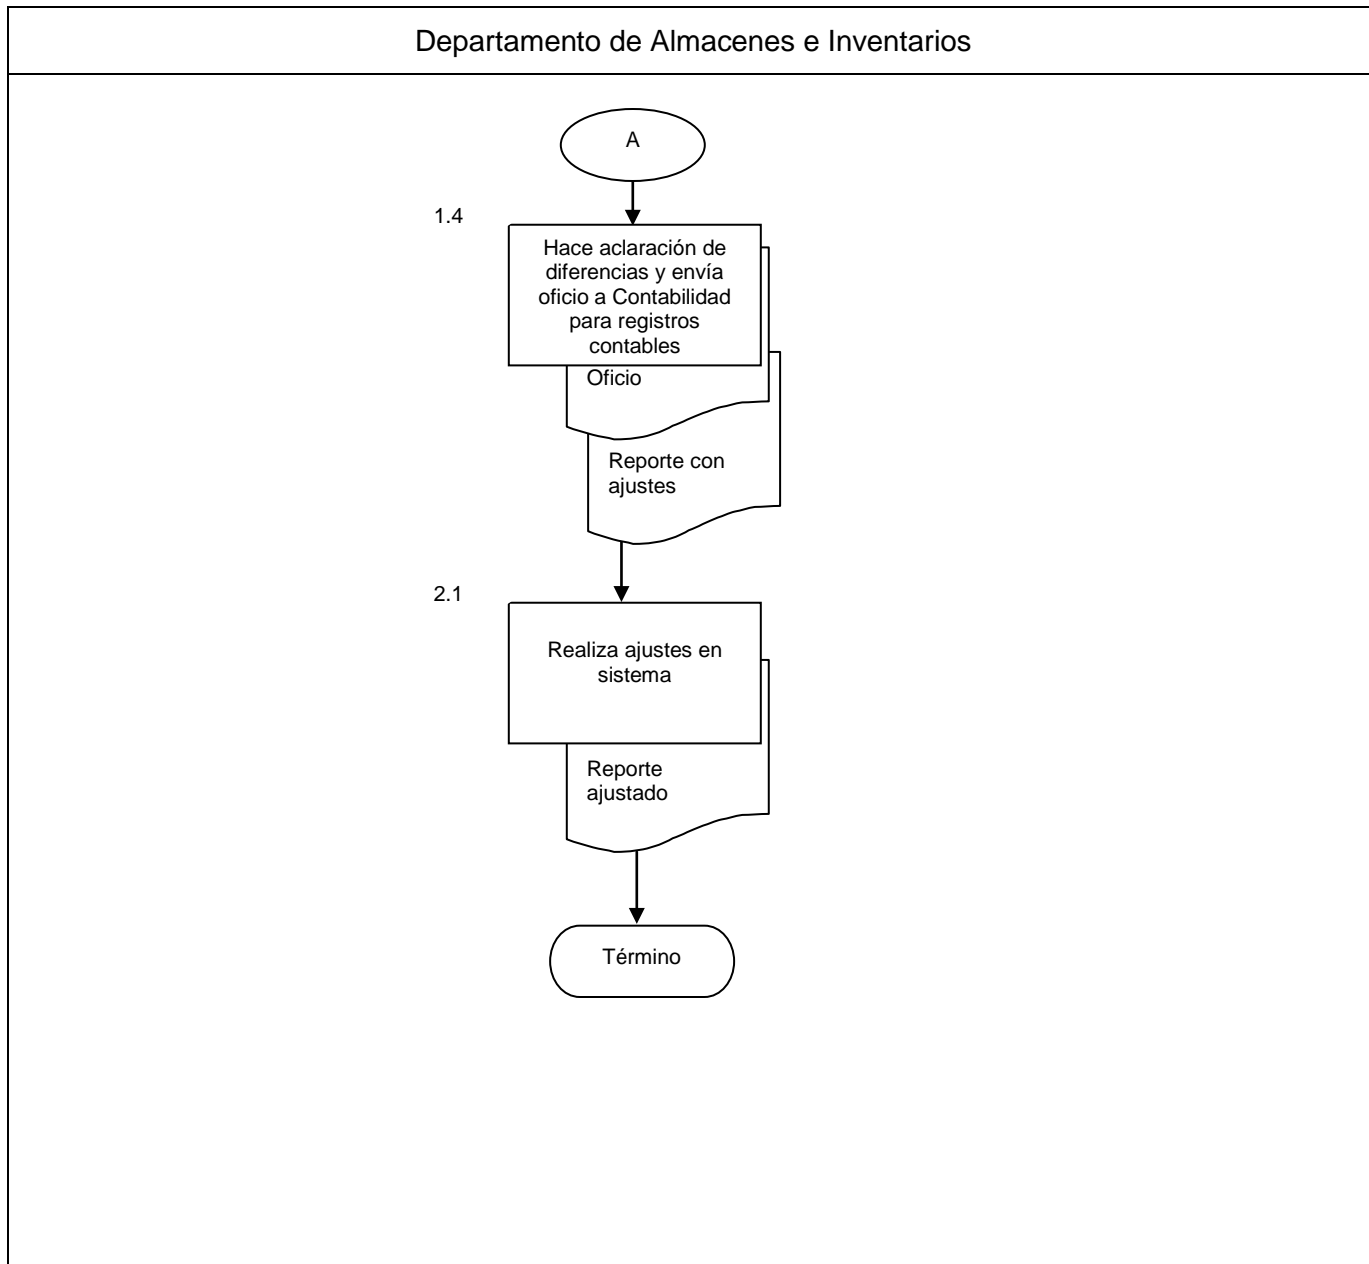 Departamento de Almacenes e Inventarios
A
1.4
Hace aclaración de
diferencias y envía
oficio a Contabilidad
para registros
contables
Oficio
Reporte con
ajustes
2.1
Realiza ajustes en
sistema
Reporte
ajustado
Término